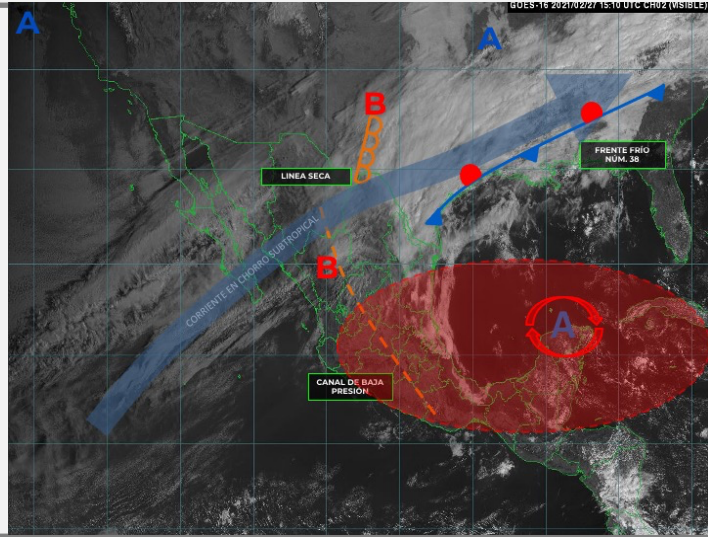 GOES-16 2021/02/27 15:10 UTC CH02 (VISIBLE)
A
A
B
LINEA SECA
FRENTE FRÍO
NÚM. 38
CORRIENTE EN CHORRO SUBTROPICAL
B
A
CANAL DE BAJA
PRESIÓN